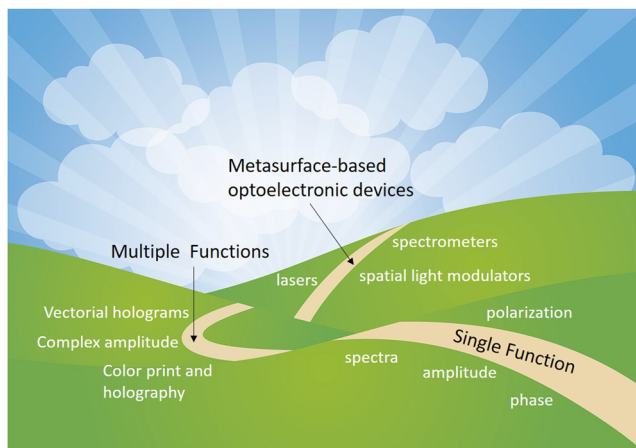 Metasurface-based
optoelectronic devices
Multiple Functions
spectrometers
lasers
spatial light modulators
Vectorial holograms
Complex amplitude
Color print and
holography
polarization
Single Function
spectra
amplitude
phase